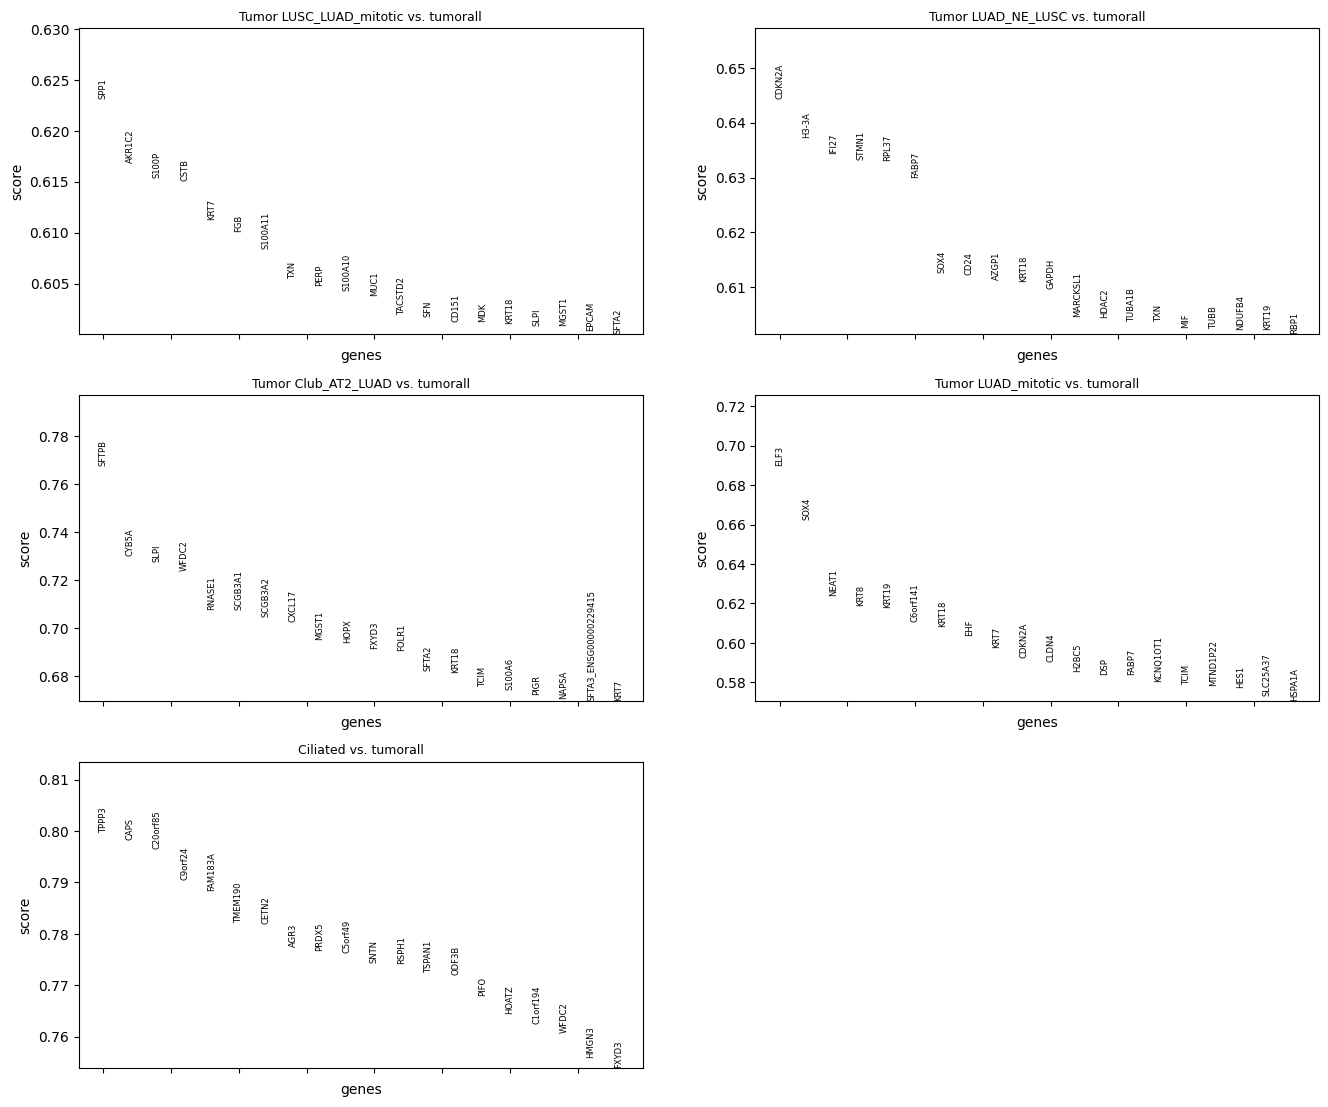 Tumor LUSC_LUAD_mitotic vs. tumorall
score
0.630
0.625
0.620
0.615
0.610
0.605
SPP1
AKR1C2
S100P
CSTB
KRT7
FGB
S100A11
TXN
PERP
S100A10
MUC1
TACSTD2
SFN
CD151
MDK
KRT18
SLPI
MGST1
EPCAM
SFTA2
genes
Tumor LUAD_NE_LUSC vs. tumorall
score
0.65
0.64
0.63
0.62
0.61
CDKN2A
H3-3A
IFI27
STMN1
RPL37
FABP7
SOX4
CD24
AZGP1
KRT18
GAPDH
MARCKSL1
HDAC2
TUBA1B
TXN
MIF
TUBB
NDUFB4
KRT19
RBP1
genes
Tumor Club_AT2_LUAD vs. tumorall
score
0.78
0.76
0.74
0.72
0.70
0.68
SFTPB
CYB5A
SLPI
WFDC2
RNASE1
SCGB3A1
SCGB3A2
CXCL17
MGST1
HOPX
FXYD3
FOLR1
SFTA2
KRT18
TCIM
S100A6
PIGR
NAPSA
SFTA3_ENSG00000229415
KRT7
genes
Tumor LUAD_mitotic vs. tumorall
score
0.72
0.70
0.68
0.66
0.64
0.62
0.60
0.58
ELF3
SOX4
NEAT1
KRT8
KRT19
C6orf141
KRT18
EHF
KRT7
CDKN2A
CLDN4
H2BC5
DSP
FABP7
KCNQ1OT1
TCIM
MTND1P22
HES1
SLC25A37
HSPA1A
genes
Ciliated vs. tumorall
score
0.81
0.80
0.79
0.78
0.77
0.76
TPPP3
CAPS
C20orf85
C9orf24
FAM183A
TMEM190
CETN2
AGR3
PRDX5
C5orf49
SNTN
RSPH1
TSPAN1
ODF3B
PIFO
HOATZ
C1orf194
WFDC2
HMGN3
FXYD3
genes